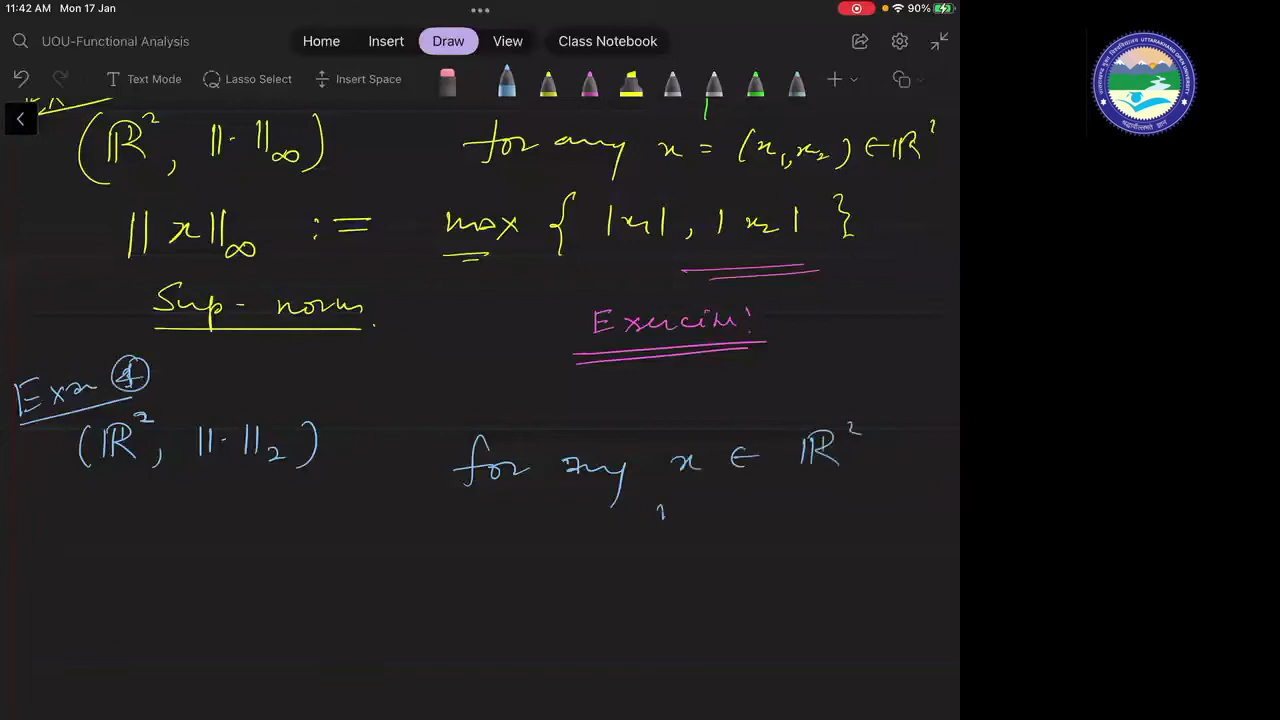 11:42 AM Mon 17 Jan
90%
UOU-Functional Analysis
Home Insert Draw View Class Notebook
Text Mode Lasso Select Insert Space
(ℝ², ||·||∞) for any x = (x₁, x₂) ∈ ℝ²
||x||∞ := max { |x₁|, |x₂| }
Sup-norm.
Exercise!
Exm ④
(ℝ², ||·||₂) for any x ∈ ℝ²